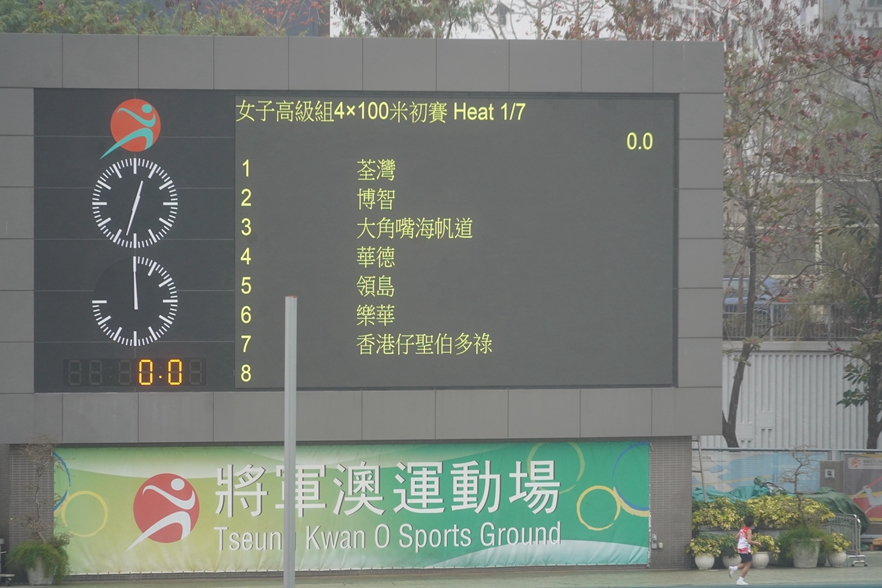 女子高級組4×100米初賽 Heat 1/7
0.0
1 荃灣
2 博智
3 大角嘴海帆道
4 華德
5 領島
6 樂華
7 香港仔聖伯多祿
8
0.0
將軍澳運動場
Tseung Kwan O Sports Ground